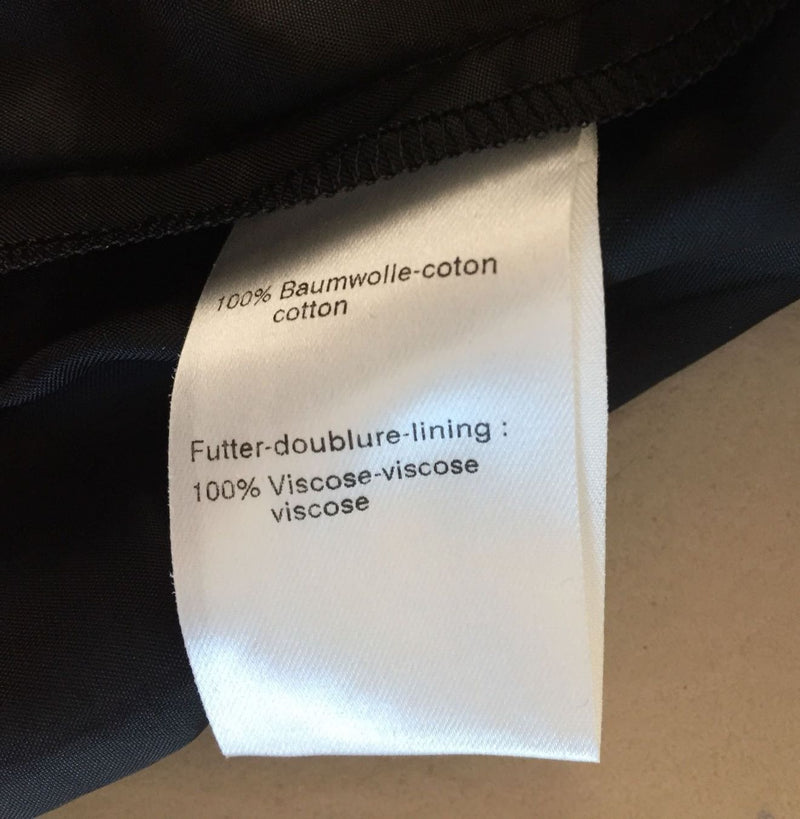 100% Baumwolle-coton
cotton
Futter-doublure-lining :
100% Viscose-viscose
viscose